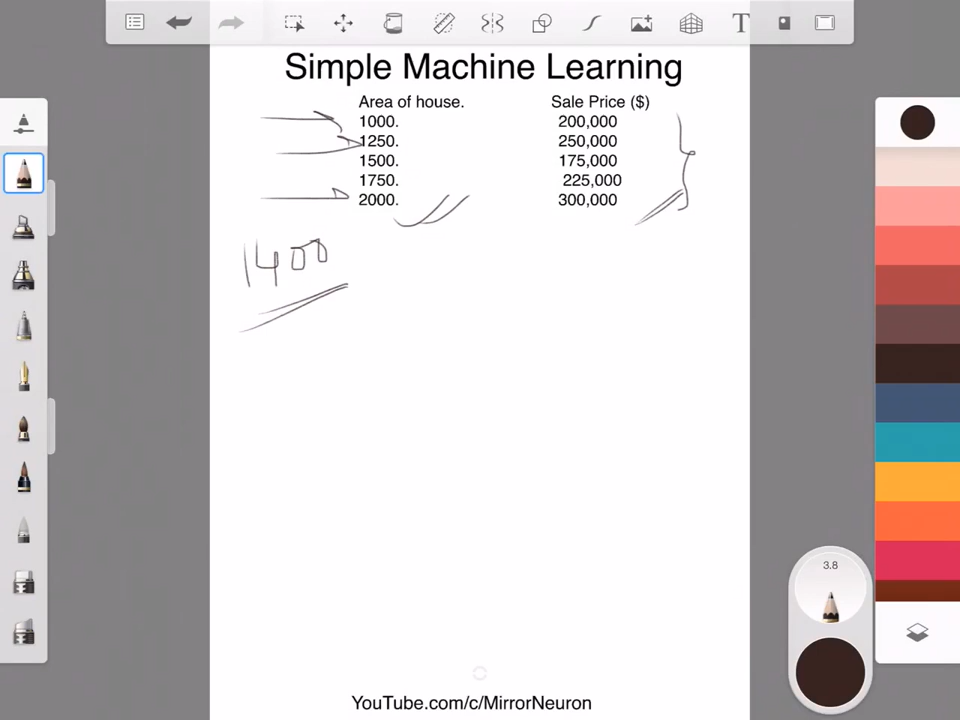 Simple Machine Learning
Area of house. Sale Price ($)
1000. 200,000
1250. 250,000
1500. 175,000
1750. 225,000
2000. 300,000
1400
3.8
YouTube.com/c/MirrorNeuron